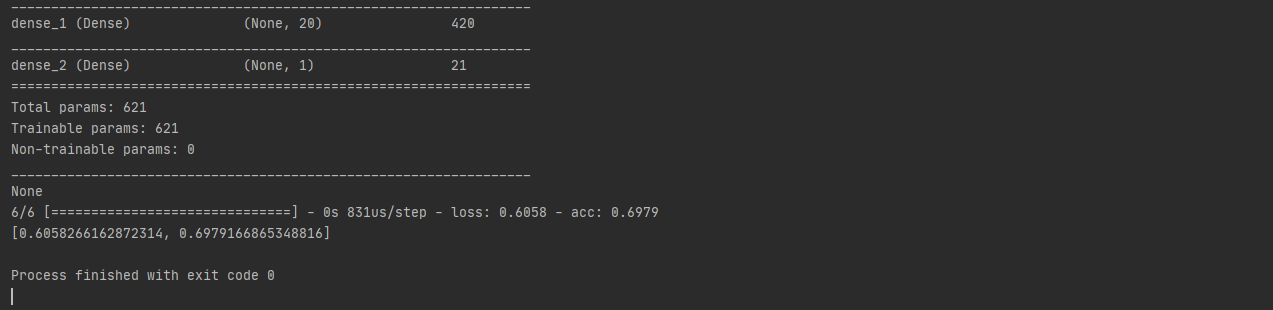 _________________________________________________________________
dense_1 (Dense)              (None, 20)                420
_________________________________________________________________
dense_2 (Dense)              (None, 1)                 21
=================================================================
Total params: 621
Trainable params: 621
Non-trainable params: 0
_________________________________________________________________
None
6/6 [==============================] - 0s 831us/step - loss: 0.6058 - acc: 0.6979
[0.6058266162872314, 0.6979166865348816]
Process finished with exit code 0